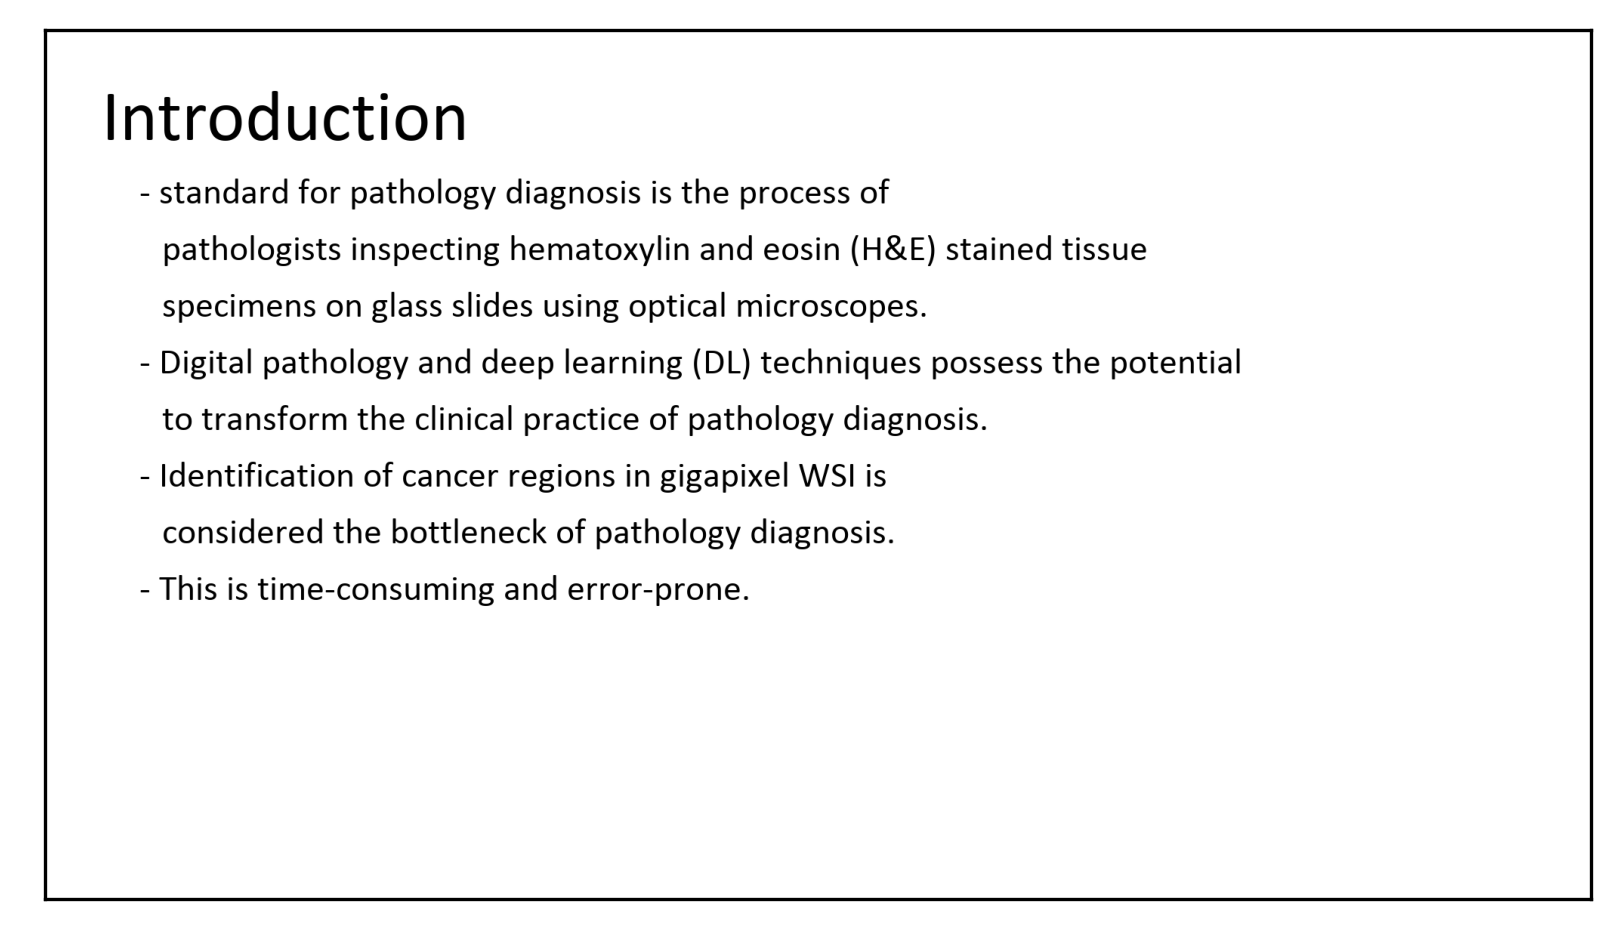 Introduction
- standard for pathology diagnosis is the process of
pathologists inspecting hematoxylin and eosin (H&E) stained tissue
specimens on glass slides using optical microscopes.
- Digital pathology and deep learning (DL) techniques possess the potential
to transform the clinical practice of pathology diagnosis.
- Identification of cancer regions in gigapixel WSI is
considered the bottleneck of pathology diagnosis.
- This is time-consuming and error-prone.